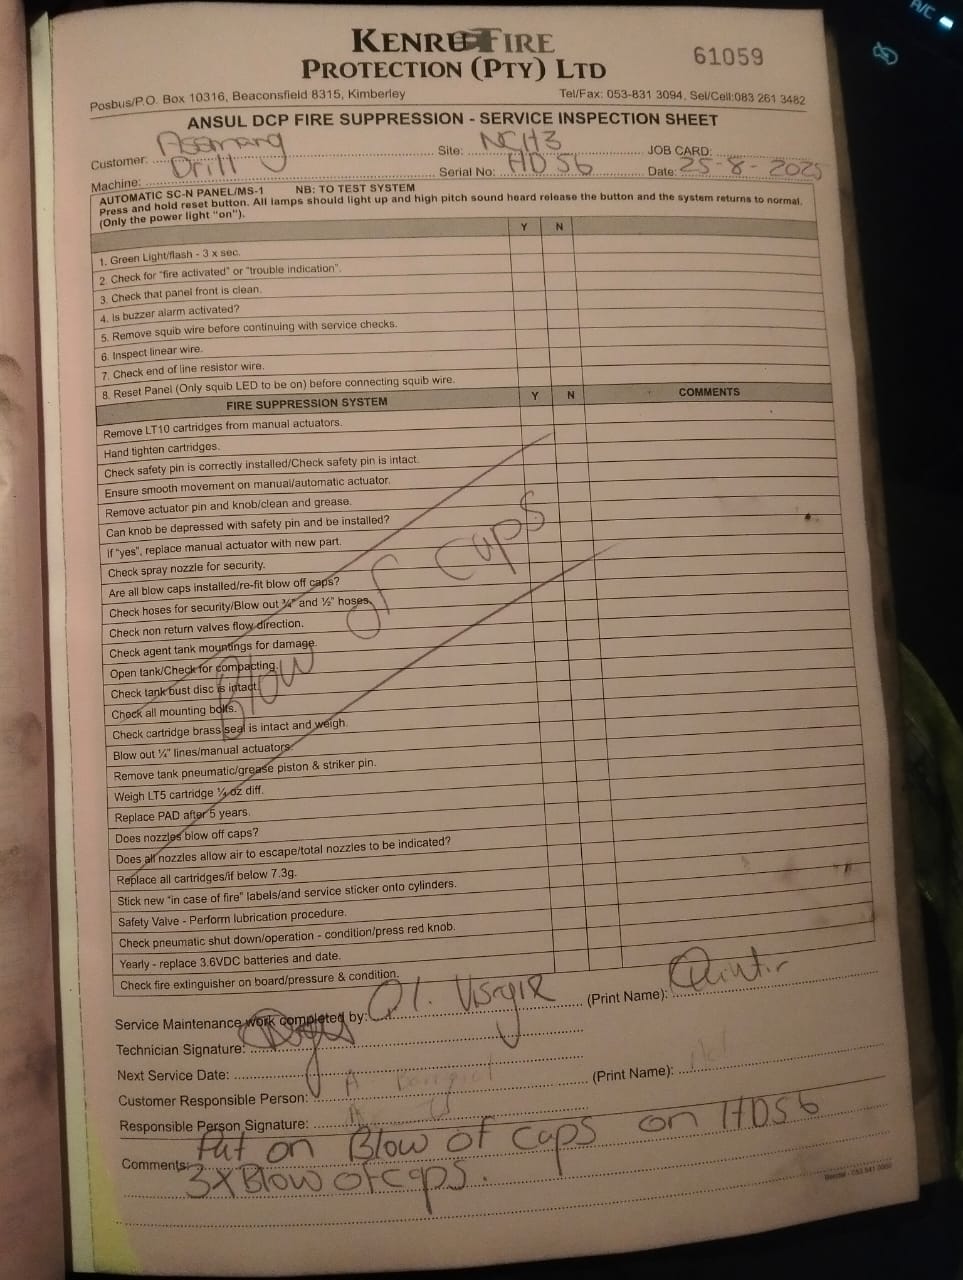 KENRU FIRE
PROTECTION (PTY) LTD
61059
Posbus/P.O. Box 10316, Beaconsfield 8315, Kimberley
Tel/Fax: 053-831 3094, Sel/Cell:083 261 3482
ANSUL DCP FIRE SUPPRESSION - SERVICE INSPECTION SHEET
Customer: Assmang Site: NCH3 JOB CARD:
Machine: Drill Serial No: HD56 Date: 25-8-2025
AUTOMATIC SC-N PANEL/MS-1 NB: TO TEST SYSTEM
Press and hold reset button. All lamps should light up and high pitch sound heard release the button and the system returns to normal.
(Only the power light "on").
Y N
1. Green Light/flash - 3 x sec.
2. Check for "fire activated" or "trouble indication".
3. Check that panel front is clean.
4. Is buzzer alarm activated?
5. Remove squib wire before continuing with service checks.
6. Inspect linear wire.
7. Check end of line resistor wire.
8. Reset Panel (Only squib LED to be on) before connecting squib wire.
FIRE SUPPRESSION SYSTEM Y N COMMENTS
Remove LT10 cartridges from manual actuators.
Hand tighten cartridges.
Check safety pin is correctly installed/Check safety pin is intact.
Ensure smooth movement on manual/automatic actuator.
Remove actuator pin and knob/clean and grease.
Can knob be depressed with safety pin and be installed?
If "yes", replace manual actuator with new part.
Check spray nozzle for security.
Are all blow caps installed/re-fit blow off caps?
Check hoses for security/Blow out ¾" and ½" hoses.
Check non return valves flow direction.
Check agent tank mountings for damage.
Open tank/Check for compacting.
Check tank bust disc is intact.
Check all mounting bolts.
Check cartridge brass seal is intact and weigh.
Blow out ¼" lines/manual actuators.
Remove tank pneumatic/grease piston & striker pin.
Weigh LT5 cartridge ¼ oz diff.
Replace PAD after 5 years.
Does nozzles blow off caps?
Does all nozzles allow air to escape/total nozzles to be indicated?
Replace all cartridges/if below 7.3g.
Stick new "in case of fire" labels/and service sticker onto cylinders.
Safety Valve - Perform lubrication procedure.
Check pneumatic shut down/operation - condition/press red knob.
Yearly - replace 3.6VDC batteries and date.
Check fire extinguisher on board/pressure & condition.
Blow of caps
Service Maintenance work completed by: (Print Name):
Technician Signature:
Next Service Date:
Customer Responsible Person: (Print Name):
Responsible Person Signature:
Comments: Put on Blow of caps on HD56
3x Blow of caps.